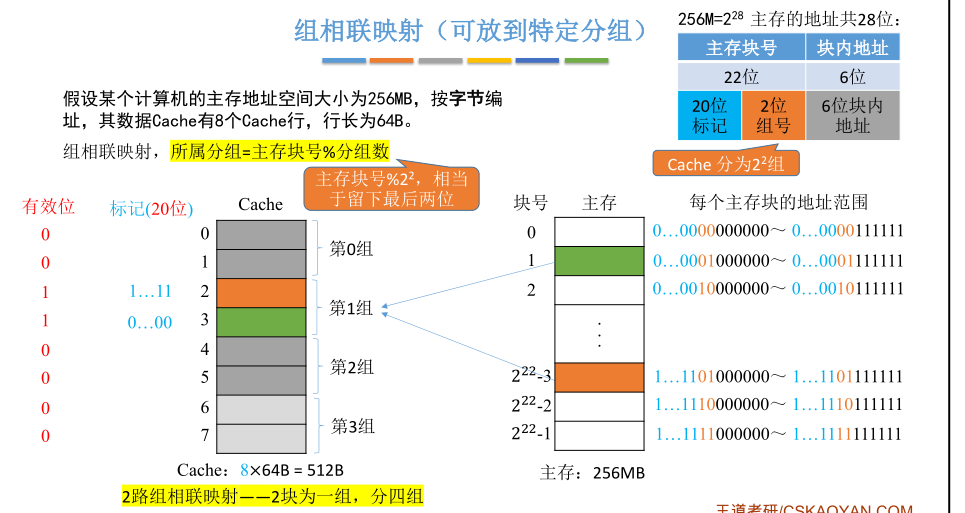 组相联映射（可放到特定分组）
256M=2²⁸ 主存的地址共28位：
主存块号 块内地址
22位 6位
20位标记 2位组号 6位块内地址
Cache 分为2²组
假设某个计算机的主存地址空间大小为256MB，按字节编
址，其数据Cache有8个Cache行，行长为64B。
组相联映射，所属分组=主存块号%分组数
主存块号%2²，相当
于留下最后两位
有效位 标记(20位) Cache 块号 主存 每个主存块的地址范围
0 0 第0组 0 0…0000000000～ 0…0000111111
0 1 1 0…0001000000～ 0…0001111111
1 1…11 2 第1组 2 0…0010000000～ 0…0010111111
1 0…00 3
0 4 第2组
0 5 2²²-3 1…1101000000～ 1…1101111111
0 6 第3组 2²²-2 1…1110000000～ 1…1110111111
0 7 2²²-1 1…1111000000～ 1…1111111111
Cache：8×64B = 512B 主存：256MB
2路组相联映射——2块为一组，分四组
王道考研/CSKAOYAN.COM